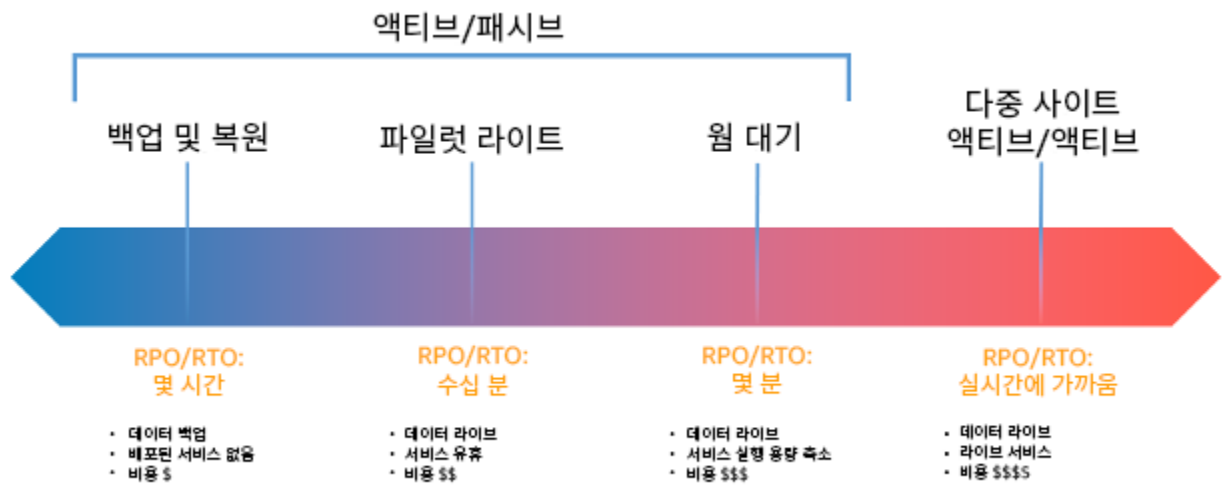 액티브/패시브
백업 및 복원
파일럿 라이트
웜 대기
다중 사이트
액티브/액티브
RPO/RTO:
몇 시간
RPO/RTO:
수십 분
RPO/RTO:
몇 분
RPO/RTO:
실시간에 가까움
• 데이터 백업
• 배포된 서비스 없음
• 비용 $
• 데이터 라이브
• 서비스 유휴
• 비용 $$
• 데이터 라이브
• 서비스 실행 용량 축소
• 비용 $$$
• 데이터 라이브
• 라이브 서비스
• 비용 $$$$